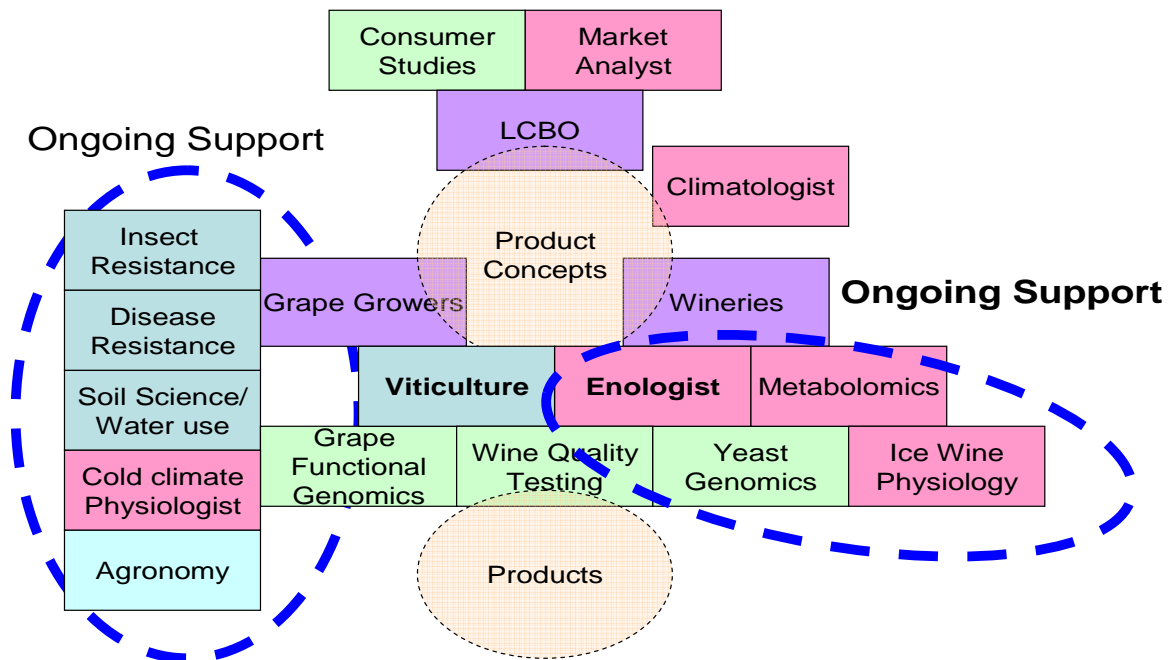 Consumer
Studies
Market
Analyst
LCBO
Ongoing Support
Climatologist
Insect
Resistance
Product
Concepts
Grape Growers
Wineries
Ongoing Support
Disease
Resistance
Viticulture
Enologist
Metabolomics
Soil Science/
Water use
Grape
Functional
Genomics
Wine Quality
Testing
Yeast
Genomics
Ice Wine
Physiology
Cold climate
Physiologist
Agronomy
Products